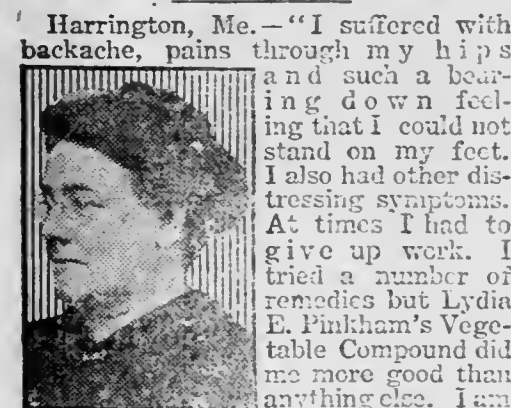 Harrington, Me.—"I suffered with
backache, pains through my hips
and such a bear-
ing down feel-
ing that I could not
stand on my feet.
I also had other dis-
tressing symptoms.
At times I had to
give up work. I
tried a number of
remedies but Lydia
E. Pinkham's Vege-
table Compound did
me more good than
anything else. I am